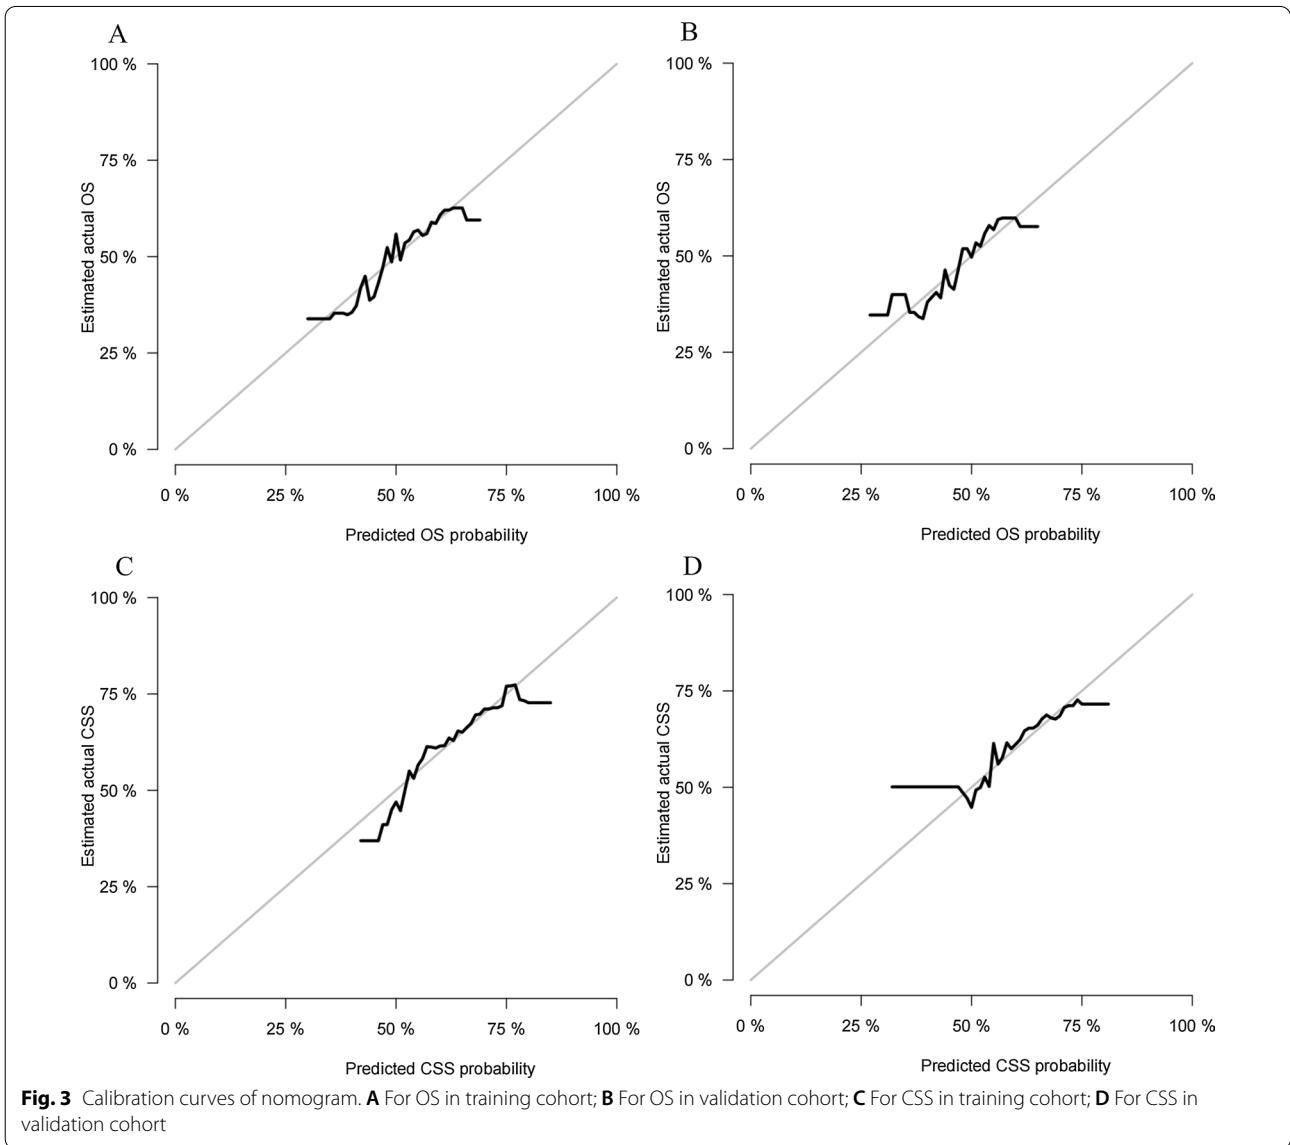 A
100 %
75 %
50 %
25 %
0 %
Estimated actual OS
0 % 25 % 50 % 75 % 100 %
Predicted OS probability
B
100 %
75 %
50 %
25 %
0 %
Estimated actual OS
0 % 25 % 50 % 75 % 100 %
Predicted OS probability
C
100 %
75 %
50 %
25 %
0 %
Estimated actual CSS
0 % 25 % 50 % 75 % 100 %
Predicted CSS probability
D
100 %
75 %
50 %
25 %
0 %
Estimated actual CSS
0 % 25 % 50 % 75 % 100 %
Predicted CSS probability
Fig. 3 Calibration curves of nomogram. A For OS in training cohort; B For OS in validation cohort; C For CSS in training cohort; D For CSS in
validation cohort